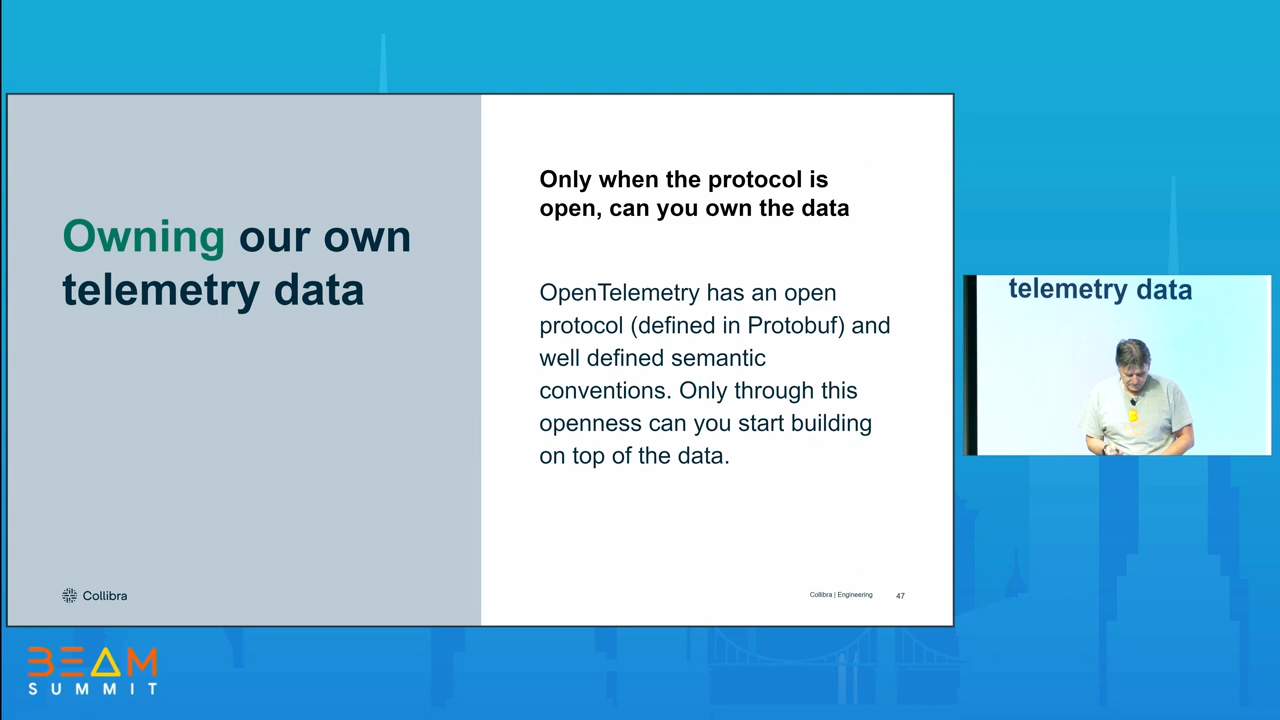 Owning our own
telemetry data
Only when the protocol is
open, can you own the data
OpenTelemetry has an open
protocol (defined in Protobuf) and
well defined semantic
conventions. Only through this
openness can you start building
on top of the data.
Collibra
Collibra | Engineering
47
telemetry data
BEAM
SUMMIT